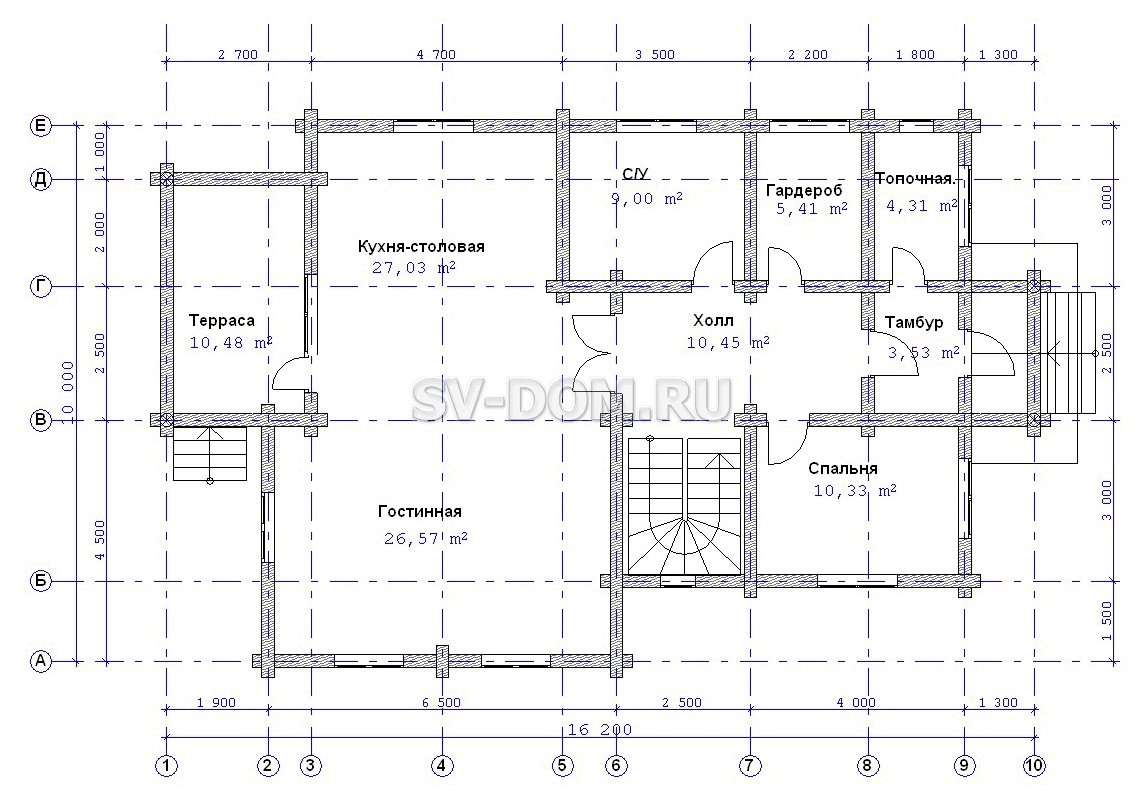 2 700
4 700
3 500
2 200
1 800
1 300
Е
Д
Г
В
Б
А
1 000
2 000
2 500
4 500
10 000
С/У
9,00 m²
Гардероб
5,41 m²
Топочная.
4,31 m²
3 000
Кухня-столовая
27,03 m²
Терраса
10,48 m²
Холл
10,45 m²
Тамбур
3,53 m²
2 500
SV-DOM.RU
Спальня
10,33 m²
Гостинная
26,57 m²
3 000
1 500
1 900
6 500
2 500
4 000
1 300
16 200
1
2
3
4
5
6
7
8
9
10